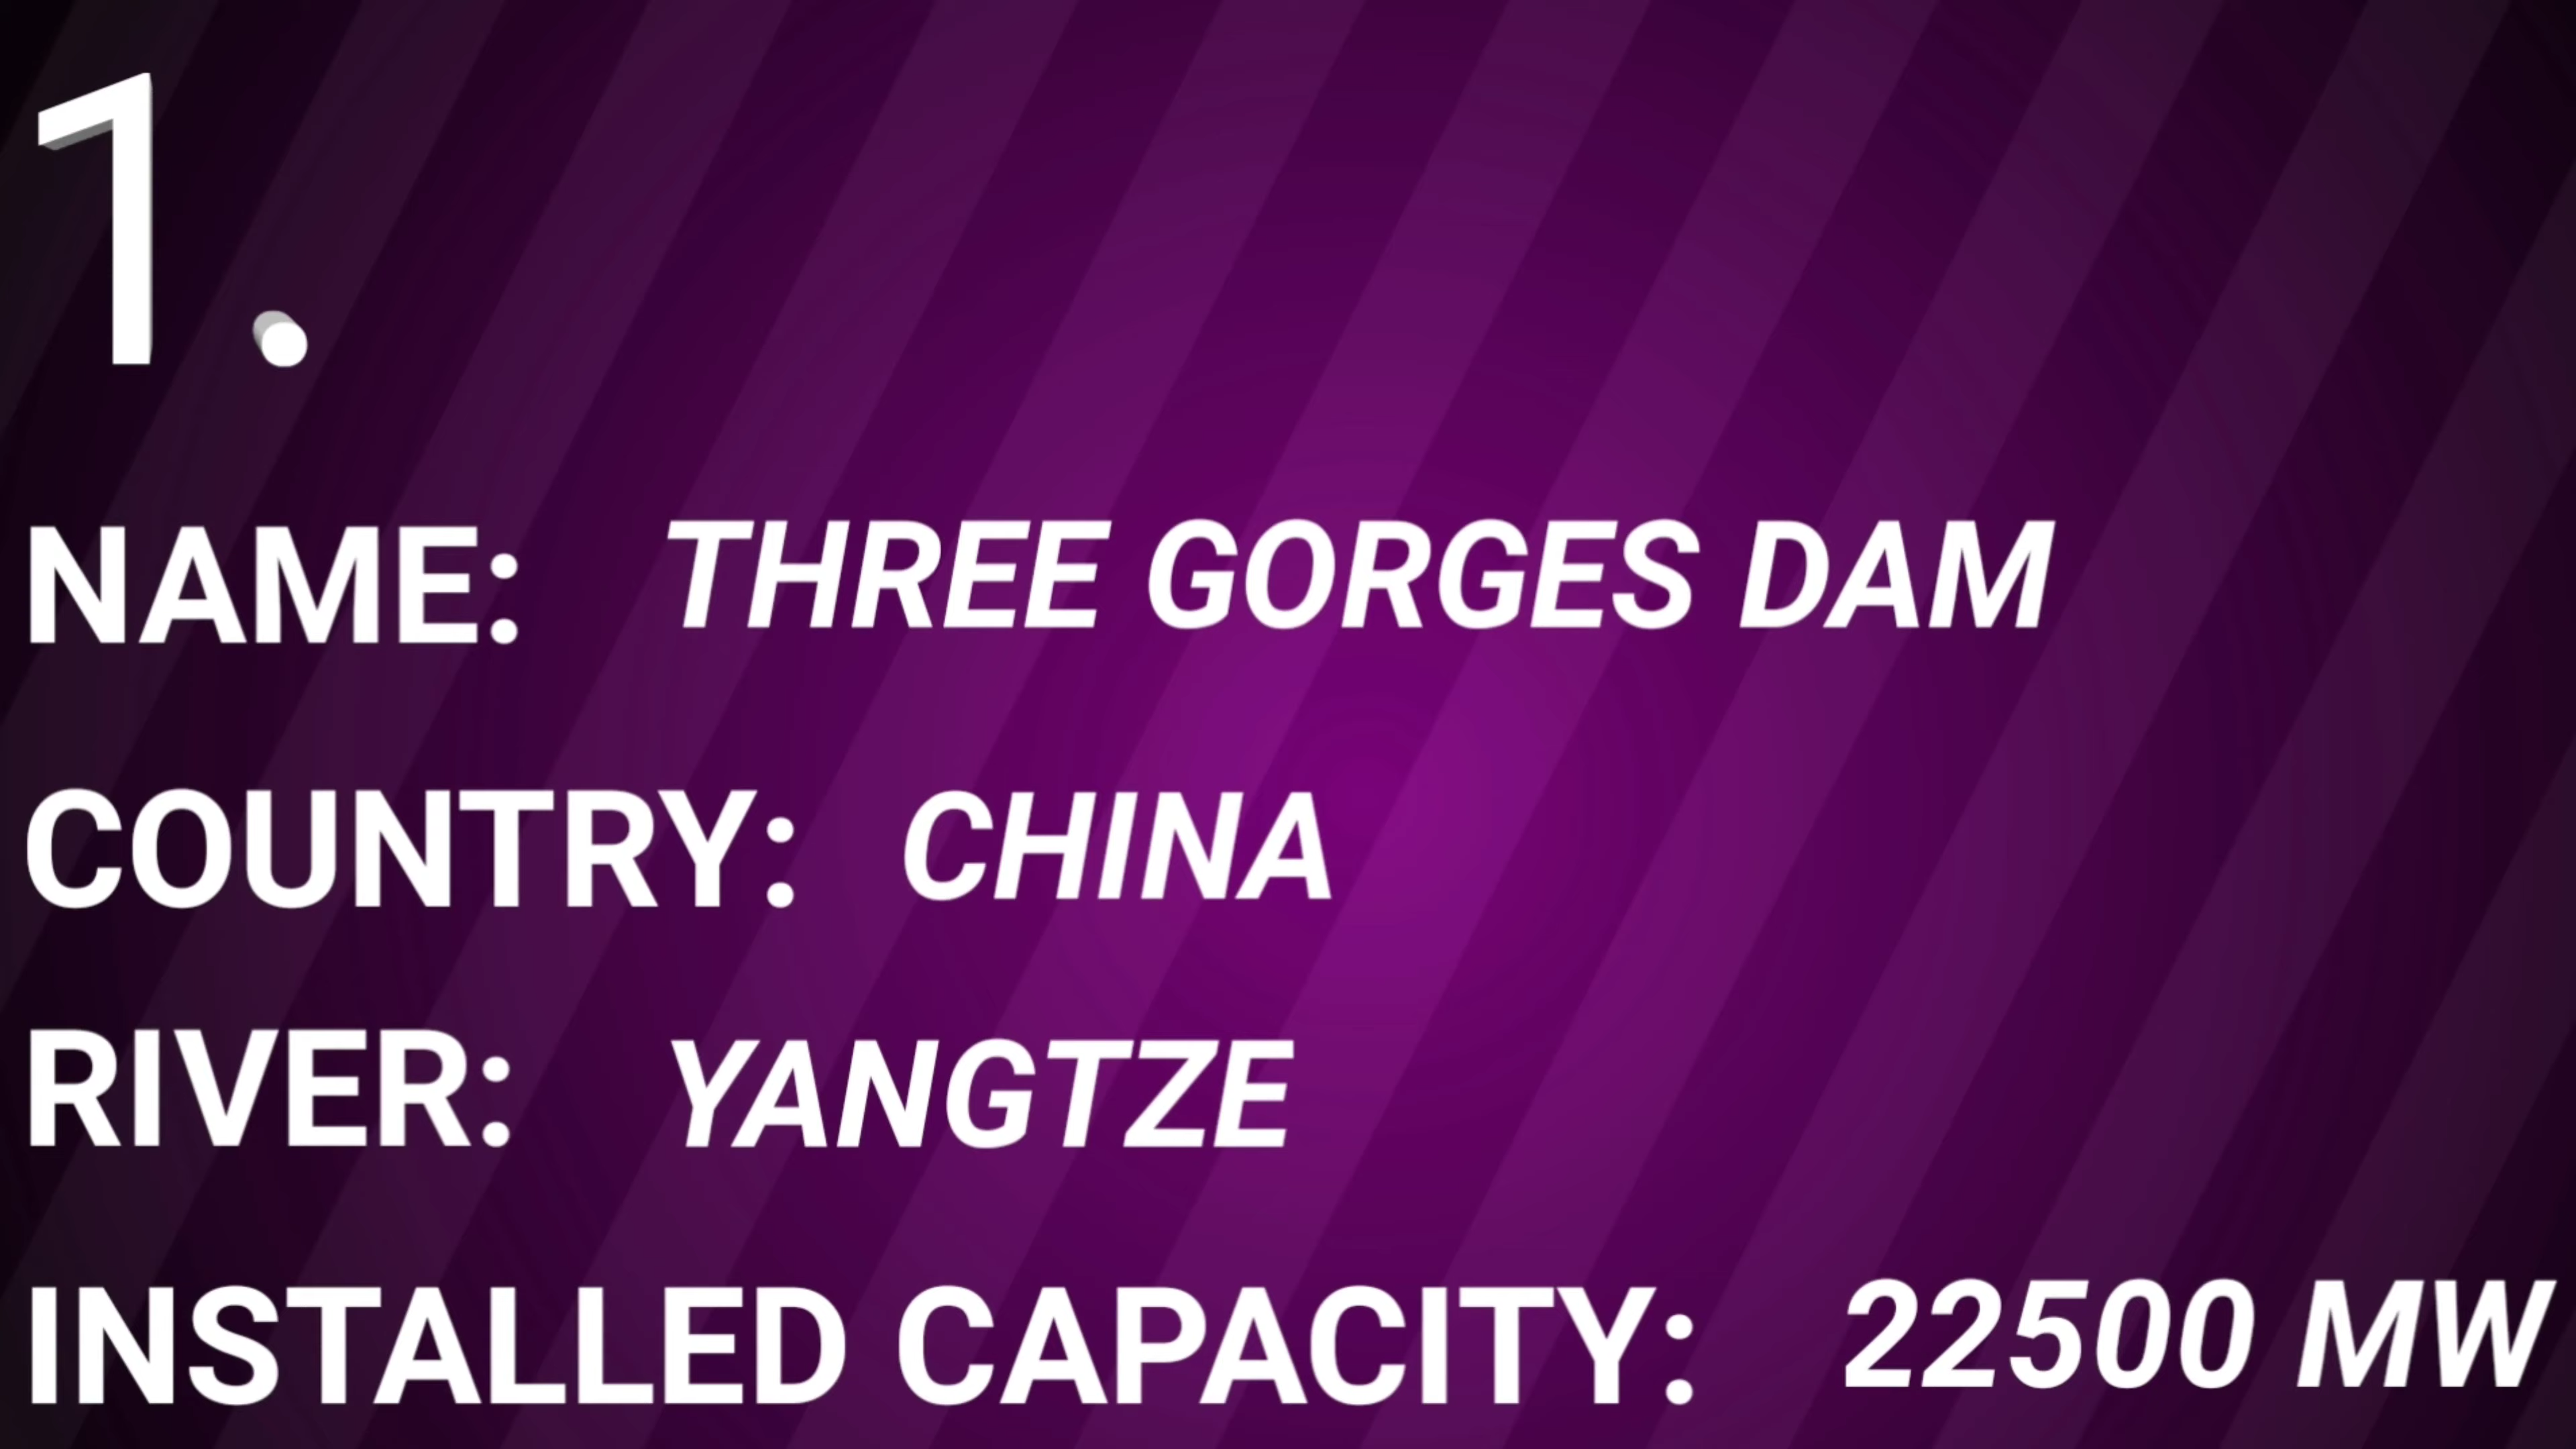 1.
NAME: THREE GORGES DAM
COUNTRY: CHINA
RIVER: YANGTZE
INSTALLED CAPACITY: 22500 MW